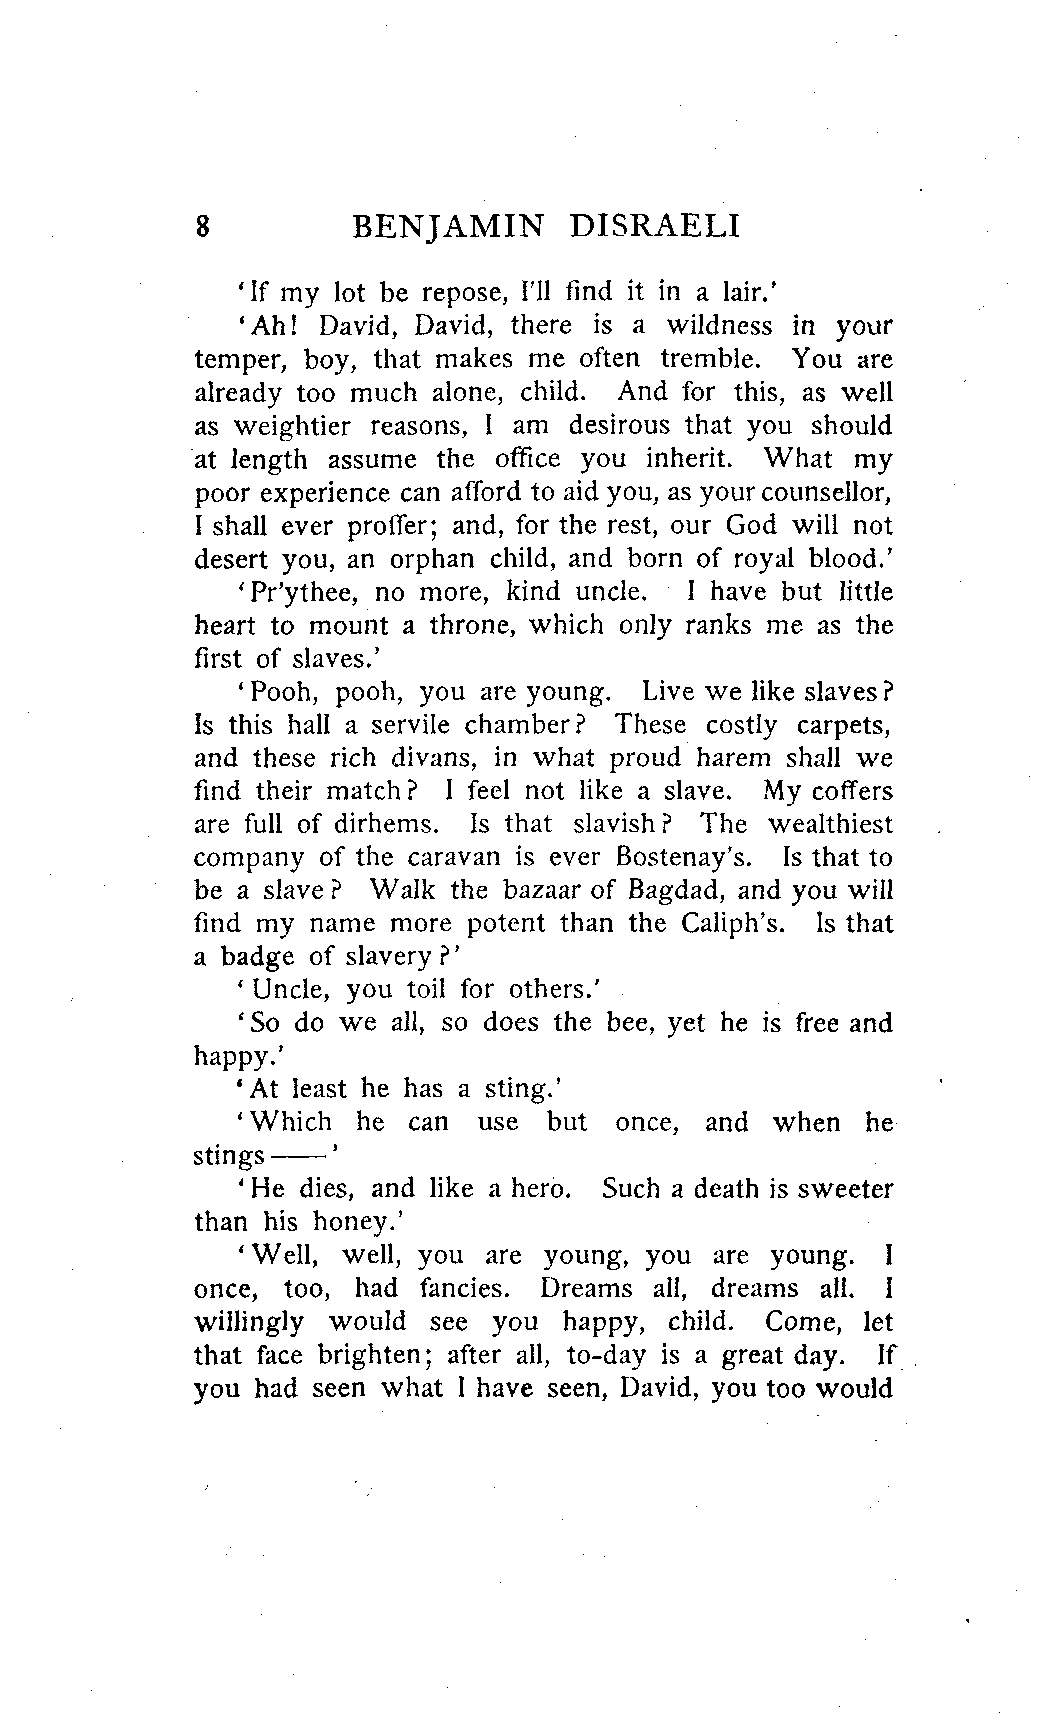 8 BENJAMIN DISRAELI
'If my lot be repose, I'll find it in a lair.'
'Ah! David, David, there is a wildness in your
temper, boy, that makes me often tremble. You are
already too much alone, child. And for this, as well
as weightier reasons, I am desirous that you should
at length assume the office you inherit. What my
poor experience can afford to aid you, as your counsellor,
I shall ever proffer; and, for the rest, our God will not
desert you, an orphan child, and born of royal blood.'
'Pr'ythee, no more, kind uncle. I have but little
heart to mount a throne, which only ranks me as the
first of slaves.'
'Pooh, pooh, you are young. Live we like slaves?
Is this hall a servile chamber? These costly carpets,
and these rich divans, in what proud harem shall we
find their match? I feel not like a slave. My coffers
are full of dirhems. Is that slavish? The wealthiest
company of the caravan is ever Bostenay's. Is that to
be a slave? Walk the bazaar of Bagdad, and you will
find my name more potent than the Caliph's. Is that
a badge of slavery?'
'Uncle, you toil for others.'
'So do we all, so does the bee, yet he is free and
happy.'
'At least he has a sting.'
'Which he can use but once, and when he
stings——'
'He dies, and like a hero. Such a death is sweeter
than his honey.'
'Well, well, you are young, you are young. I
once, too, had fancies. Dreams all, dreams all. I
willingly would see you happy, child. Come, let
that face brighten; after all, to-day is a great day. If
you had seen what I have seen, David, you too would